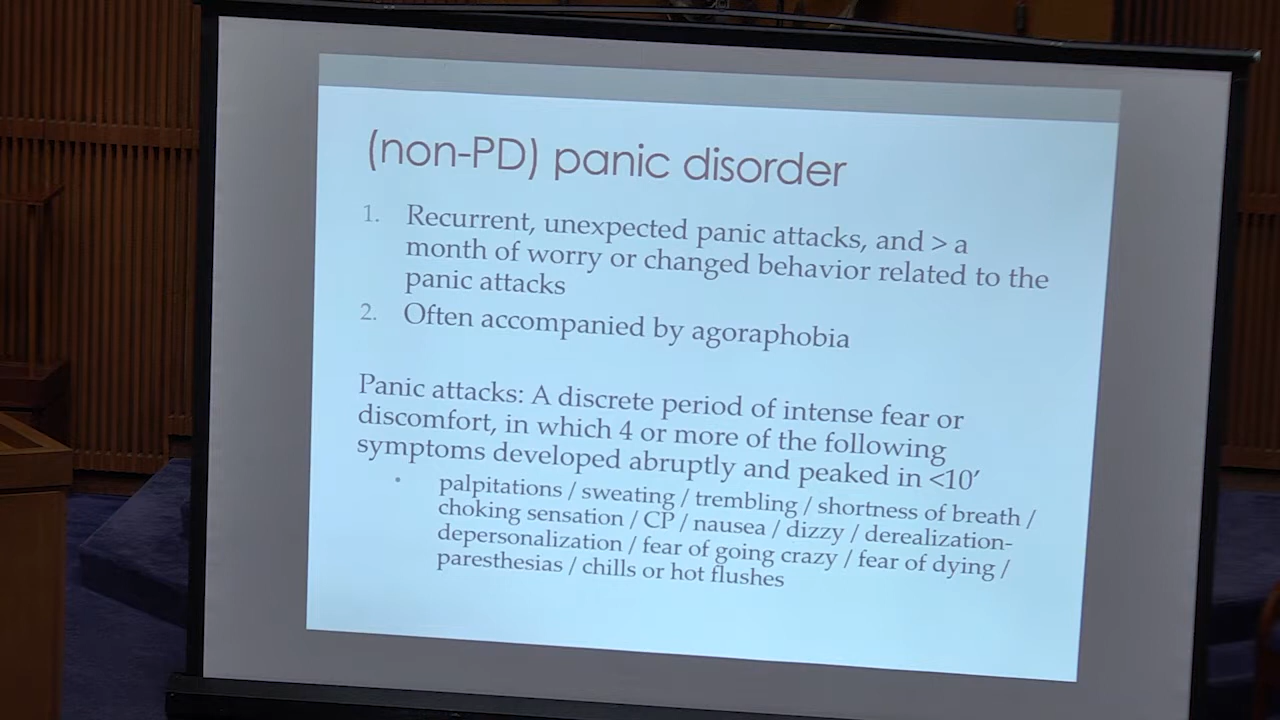 (non-PD) panic disorder
1. Recurrent, unexpected panic attacks, and > a
month of worry or changed behavior related to the
panic attacks
2. Often accompanied by agoraphobia
Panic attacks: A discrete period of intense fear or
discomfort, in which 4 or more of the following
symptoms developed abruptly and peaked in <10′
• palpitations / sweating / trembling / shortness of breath /
choking sensation / CP / nausea / dizzy / derealization-
depersonalization / fear of going crazy / fear of dying /
paresthesias / chills or hot flushes